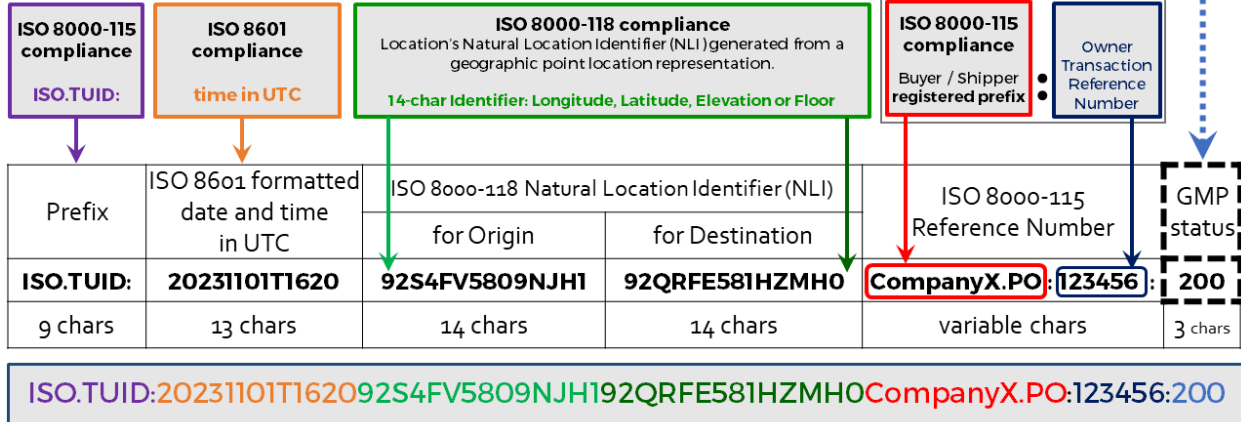 ISO 8000-115
compliance
ISO.TUID:
ISO 8601
compliance
time in UTC
ISO 8000-118 compliance
Location's Natural Location Identifier (NLI) generated from a
geographic point location representation.
14-char Identifier: Longitude, Latitude, Elevation or Floor
ISO 8000-115
compliance
Buyer / Shipper
registered prefix
:
Owner
Transaction
Reference
Number
Prefix
ISO 8601 formatted
date and time
in UTC
ISO 8000-118 Natural Location Identifier (NLI)
for Origin
for Destination
ISO 8000-115
Reference Number
GMP
status
ISO.TUID:
20231101T1620
92S4FV5809NJH1
92QRFE581HZMH0
CompanyX.PO:123456:
200
9 chars
13 chars
14 chars
14 chars
variable chars
3 chars
ISO.TUID:20231101T162092S4FV5809NJH192QRFE581HZMH0CompanyX.PO:123456:200